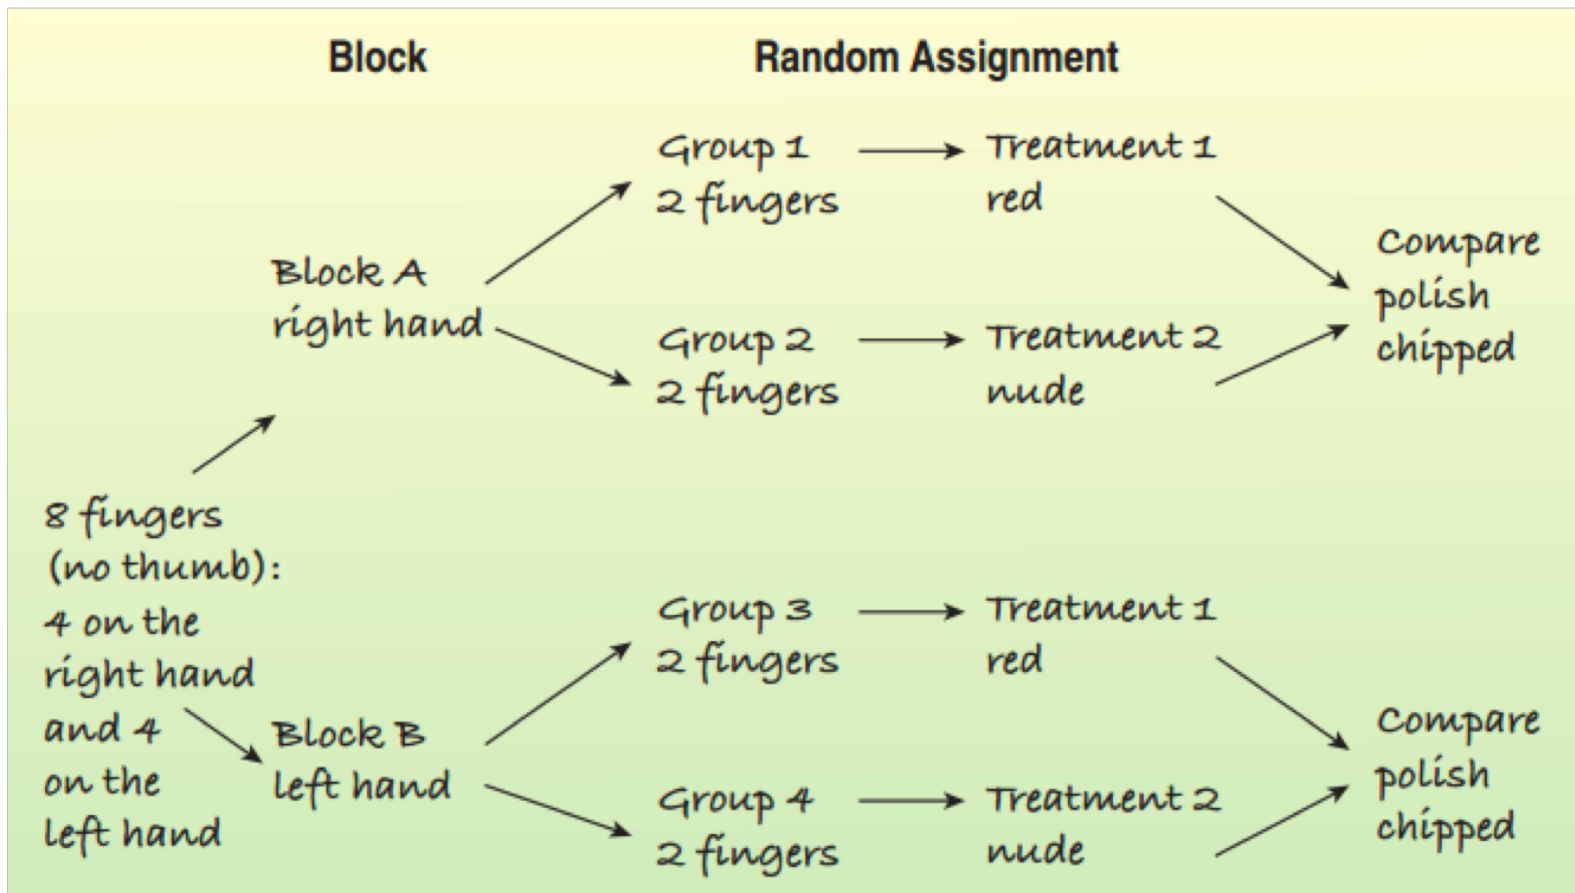 Block
Random Assignment
Group 1
2 fingers
Treatment 1
red
Block A
right hand
Compare
polish
chipped
Group 2
2 fingers
Treatment 2
nude
8 fingers
(no thumb):
4 on the
right hand
and 4
on the
left hand
Group 3
2 fingers
Treatment 1
red
Block B
left hand
Compare
polish
chipped
Group 4
2 fingers
Treatment 2
nude